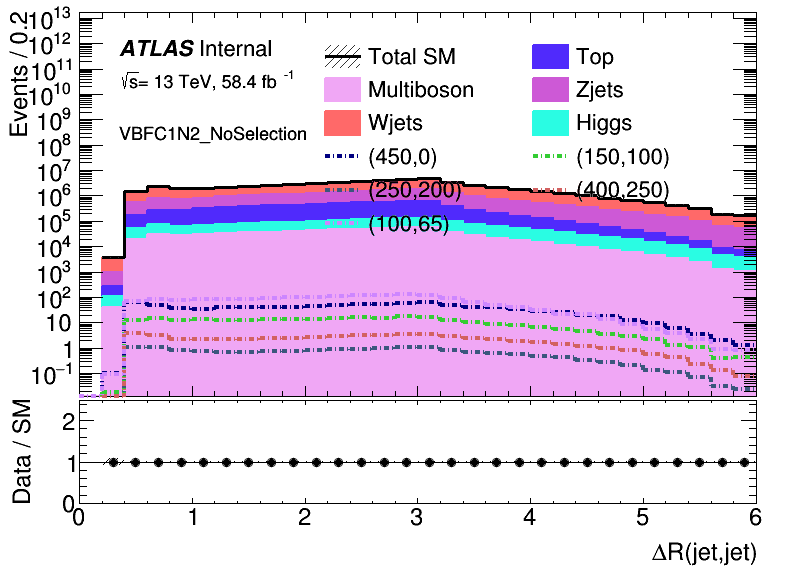 Events / 0.2
10^13
10^12
10^11
10^10
10^9
10^8
10^7
10^6
10^5
10^4
10^3
10^2
10
1
10^−1
ATLAS Internal
√s= 13 TeV, 58.4 fb^-1
VBFC1N2_NoSelection
Total SM
Top
Multiboson
Zjets
Wjets
Higgs
(450,0)
(150,100)
(250,200)
(400,250)
(100,65)
Data / SM
2
1
0
0 1 2 3 4 5 6
ΔR(jet,jet)